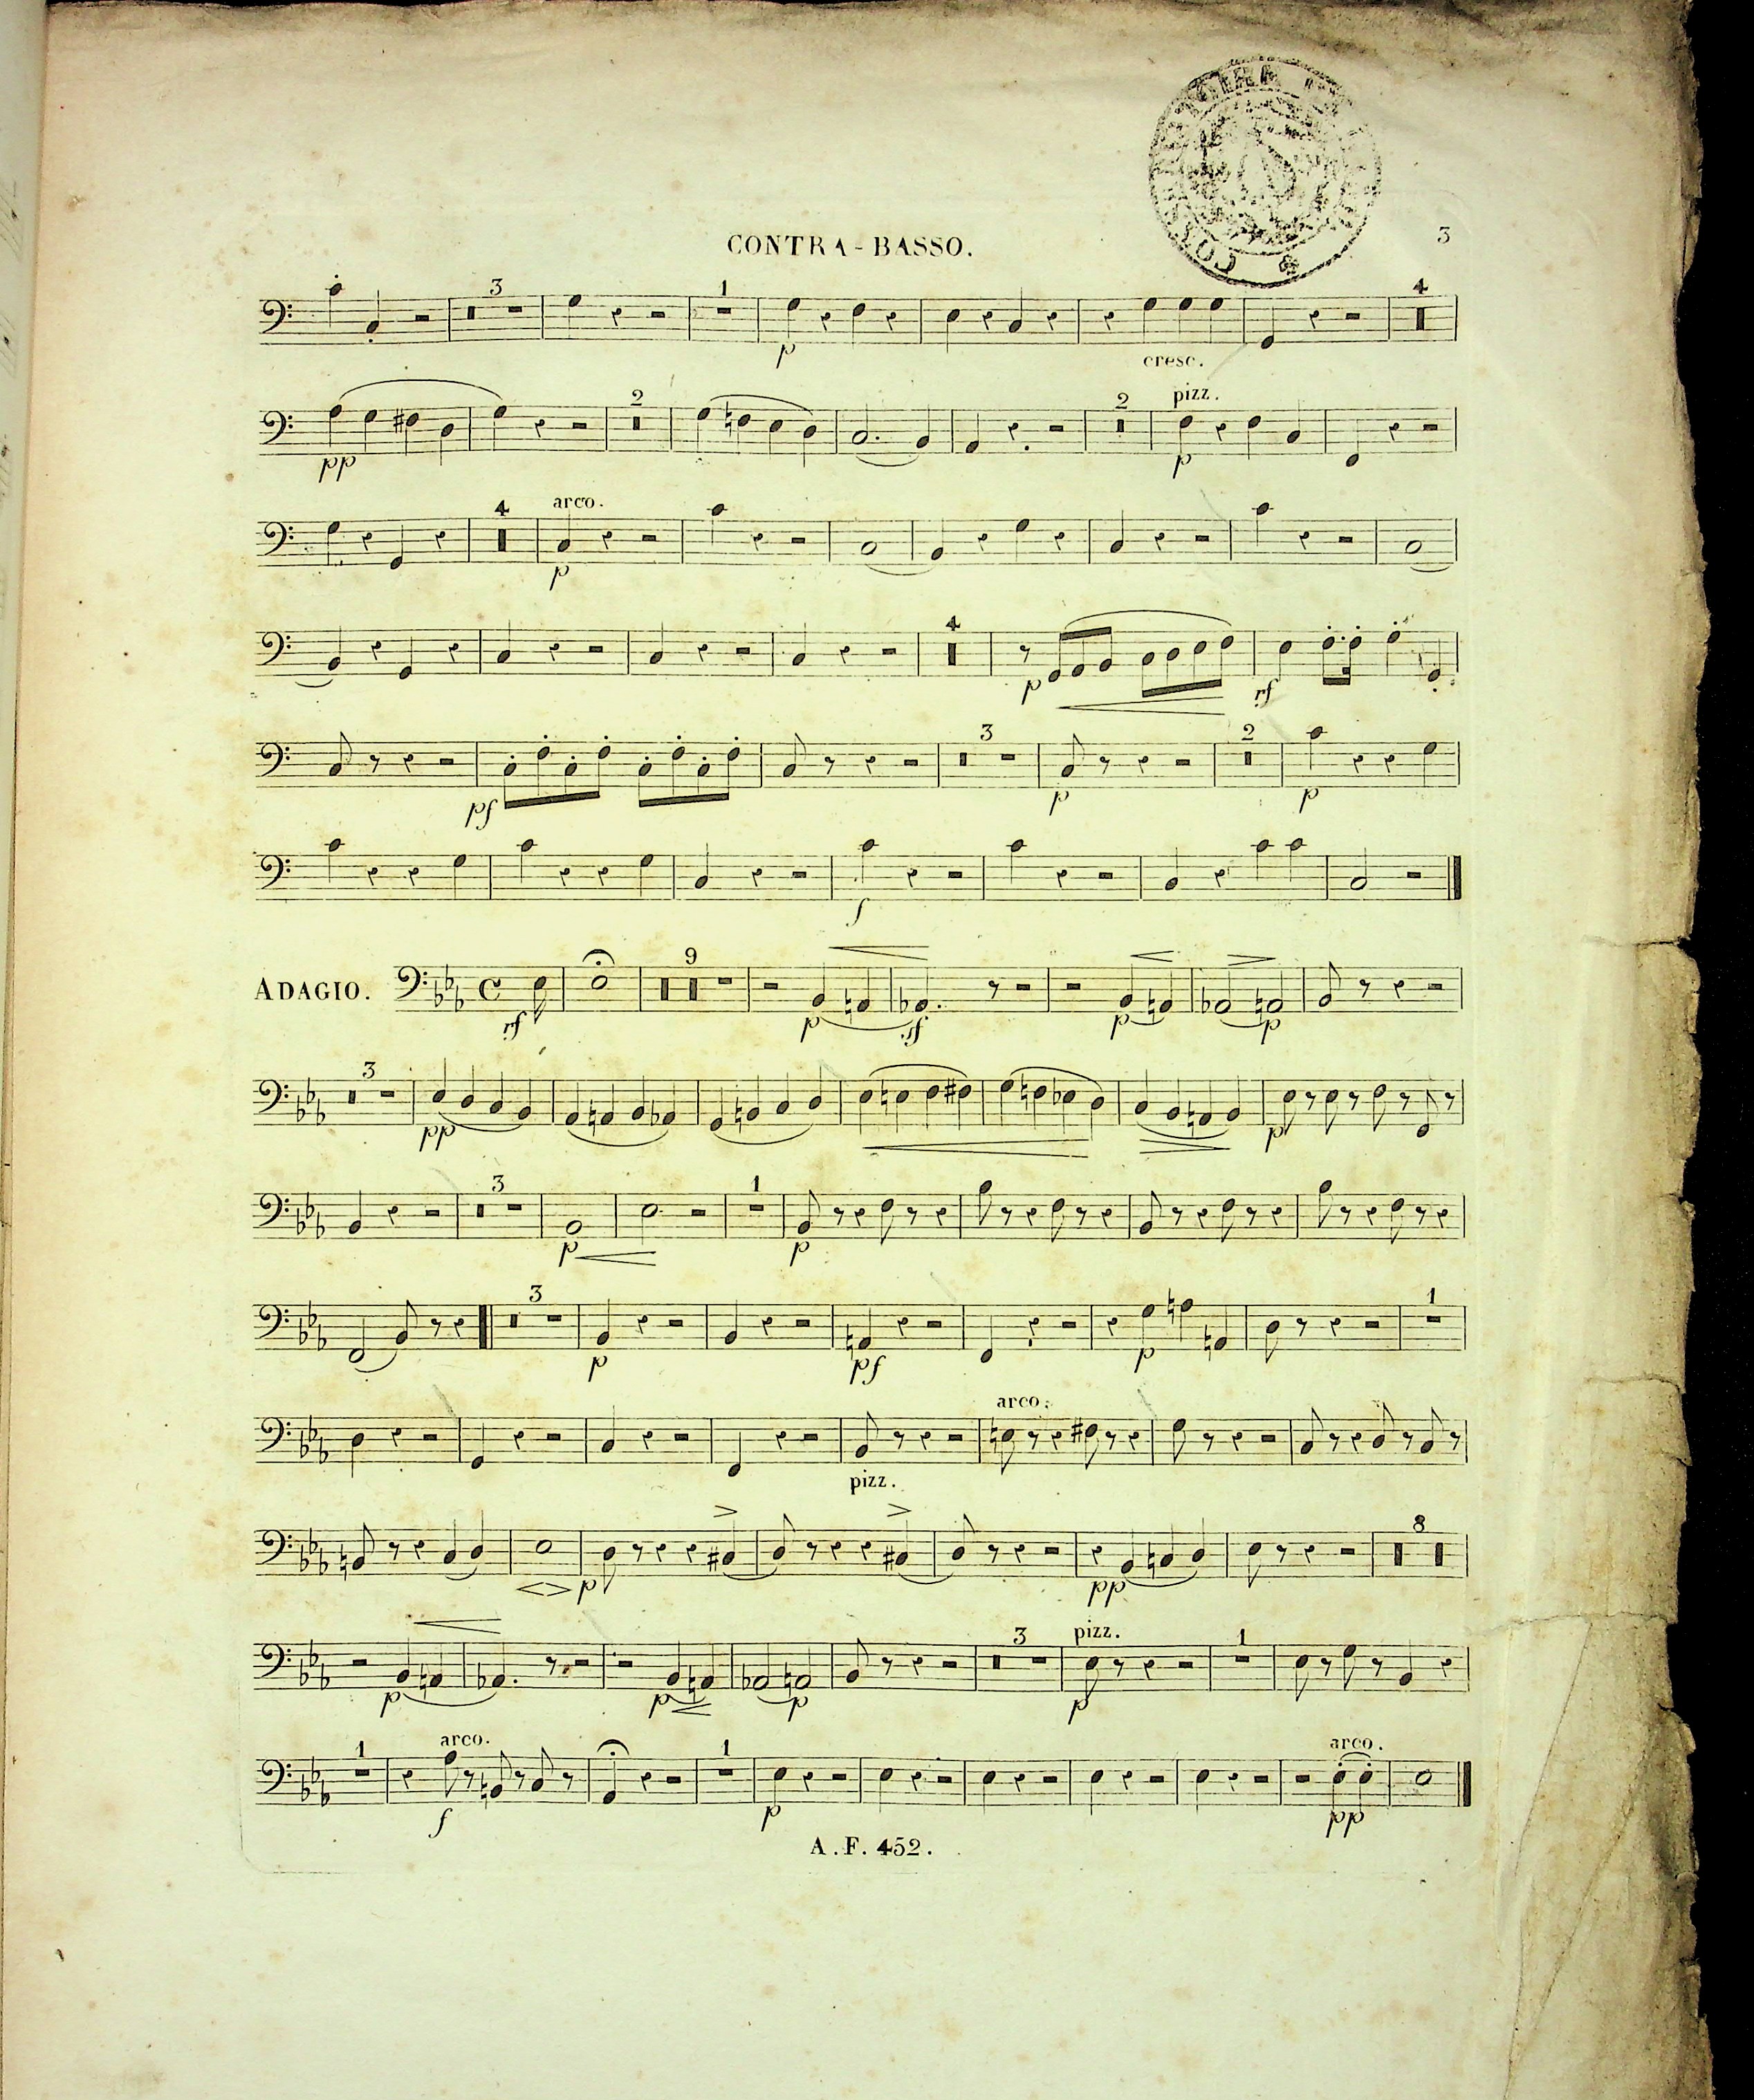 CONTRA-BASSO.
3
3 1 4
p cresc.
2 2 pizz.
pp p
4 arco.
p
4
p rf
3 2
pf p p
f
9
ADAGIO. C
rf p sf p p
3
pp p
3 1
p p
3 1
p pf p
arco.
pizz.
8
p pp
3 pizz. 1
p p p p
1 arco. 1 arco.
f p pp
A.F. 452.